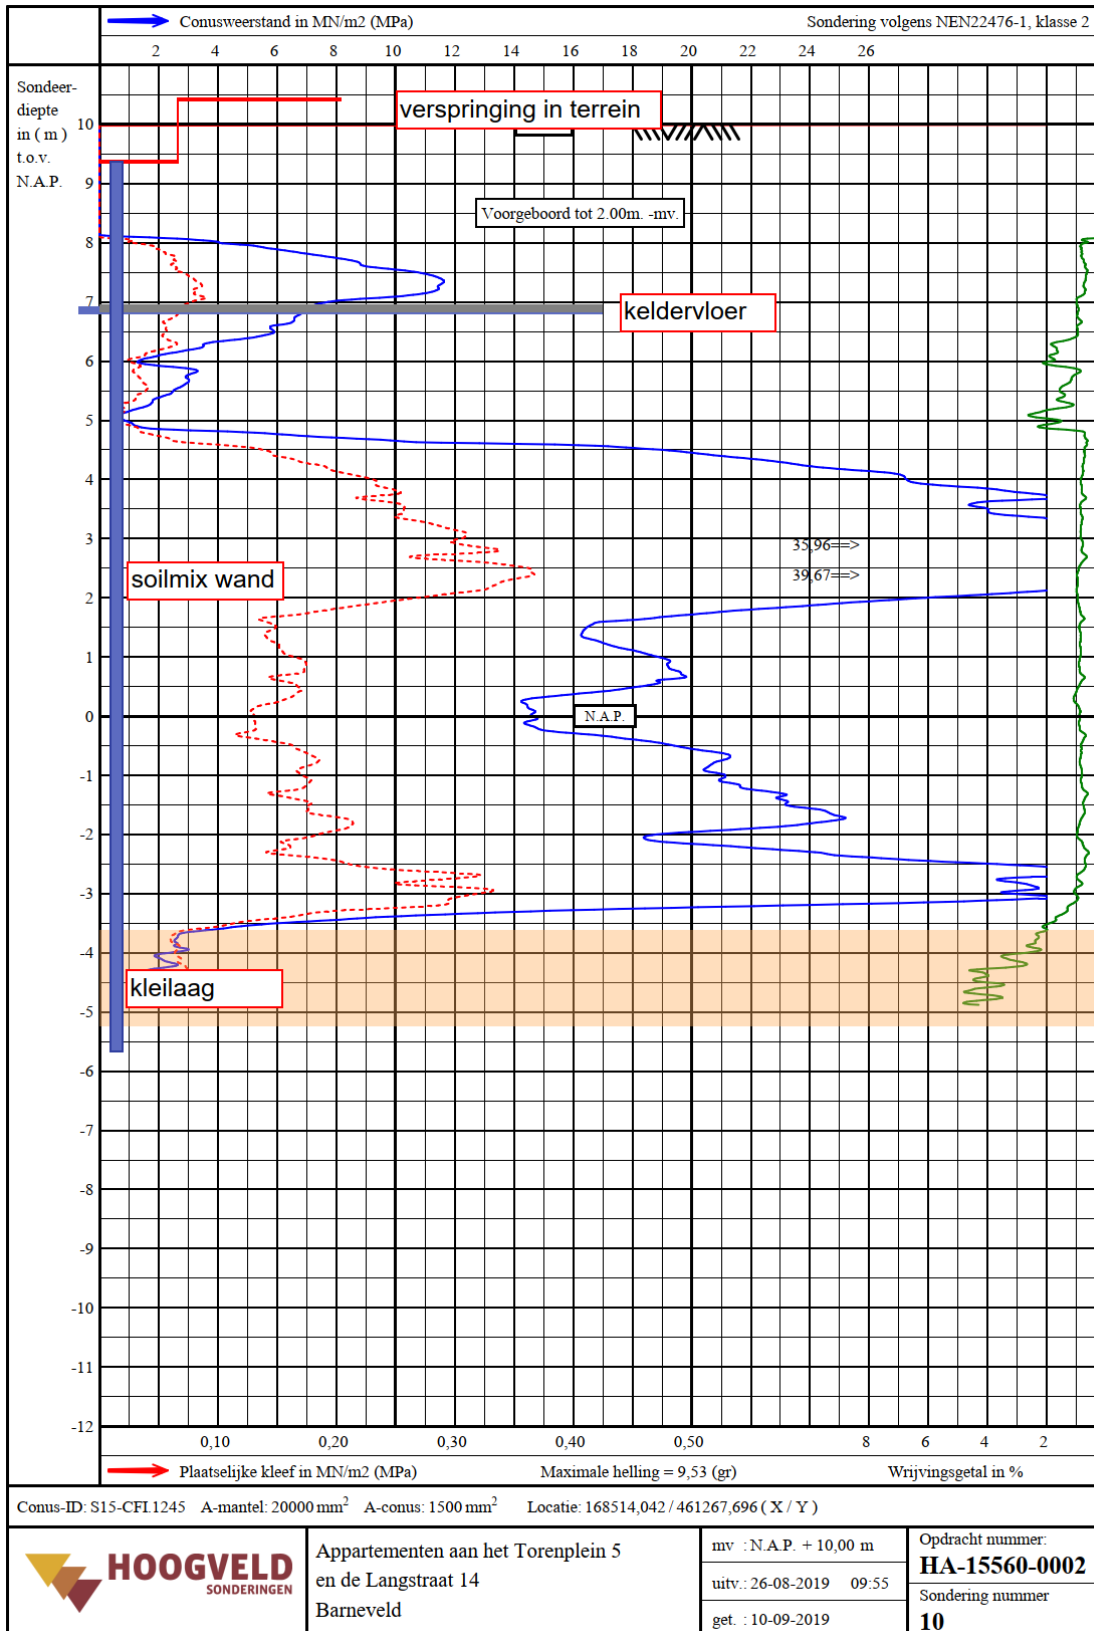 Conusweerstand in MN/m2 (MPa)
Sondering volgens NEN22476-1, klasse 2
2 4 6 8 10 12 14 16 18 20 22 24 26
Sondeer-
diepte
in ( m )
t.o.v.
N.A.P.
verspringing in terrein
10
9
Voorgeboord tot 2.00m. -mv.
8
7
keldervloer
6
5
4
3
35,96==>
39,67==>
soilmix wand
2
1
0
N.A.P.
-1
-2
-3
-4
kleilaag
-5
-6
-7
-8
-9
-10
-11
-12
0,10 0,20 0,30 0,40 0,50 8 6 4 2
Plaatselijke kleef in MN/m2 (MPa)
Maximale helling = 9,53 (gr)
Wrijvingsgetal in %
Conus-ID: S15-CFI.1245 A-mantel: 20000 mm² A-conus: 1500 mm² Locatie: 168514,042 / 461267,696 ( X / Y )
HOOGVELD
SONDERINGEN
Appartementen aan het Torenplein 5
en de Langstraat 14
Barneveld
mv : N.A.P. + 10,00 m
uitv.: 26-08-2019 09:55
get. : 10-09-2019
Opdracht nummer:
HA-15560-0002
Sondering nummer
10